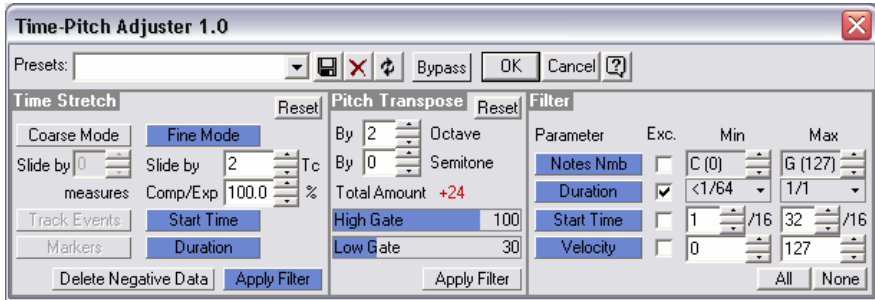 Time-Pitch Adjuster 1.0
Presets: Bypass OK Cancel
Time Stretch Reset Pitch Transpose Reset Filter
Coarse Mode Fine Mode By 2 Octave Parameter Exc. Min Max
Slide by 0 Slide by 2 Tc By 0 Semitone Notes Nmb C (0) G (127)
measures Comp/Exp 100.0 % Total Amount +24 Duration <1/64 1/1
Track Events Start Time High Gate 100 Start Time 1 /16 32 /16
Markers Duration Low Gate 30 Velocity 0 127
Delete Negative Data Apply Filter Apply Filter All None